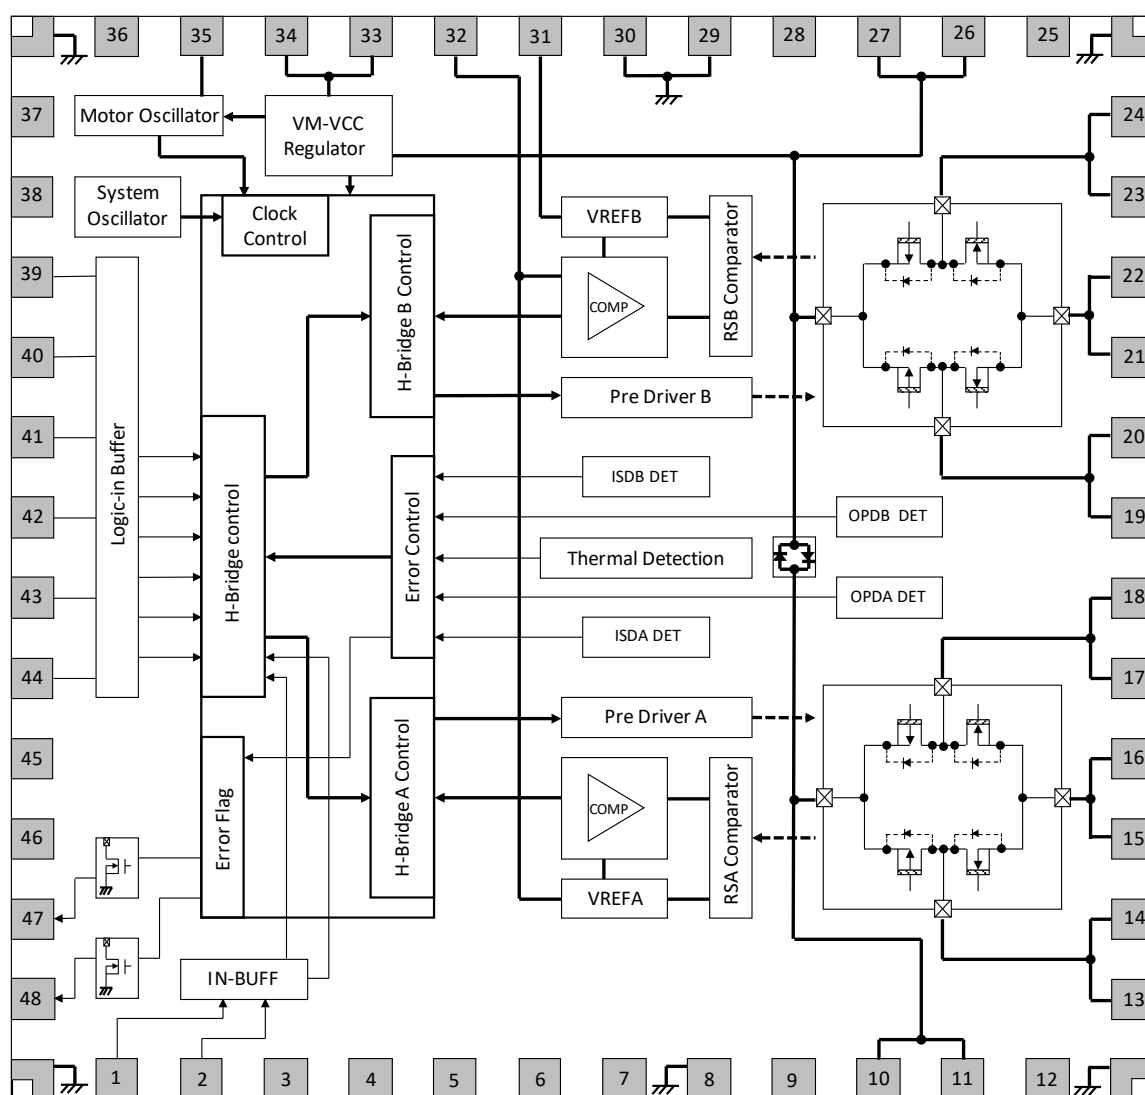 36 35 34 33 32 31 30 29 28 27 26 25
37
Motor Oscillator
VM-VCC
Regulator
24
38
System
Oscillator
Clock
Control
VREFB
23
39
H-Bridge B Control
COMP
RSB Comparator
22
40
21
Pre Driver B
41
Logic-in Buffer
20
ISDB DET
42
H-Bridge control
Error Control
OPDB DET
19
Thermal Detection
43
OPDA DET
18
ISDA DET
44
17
Pre Driver A
45
H-Bridge A Control
COMP
RSA Comparator
16
46
Error Flag
15
VREFA
47
14
IN-BUFF
48
13
1 2 3 4 5 6 7 8 9 10 11 12